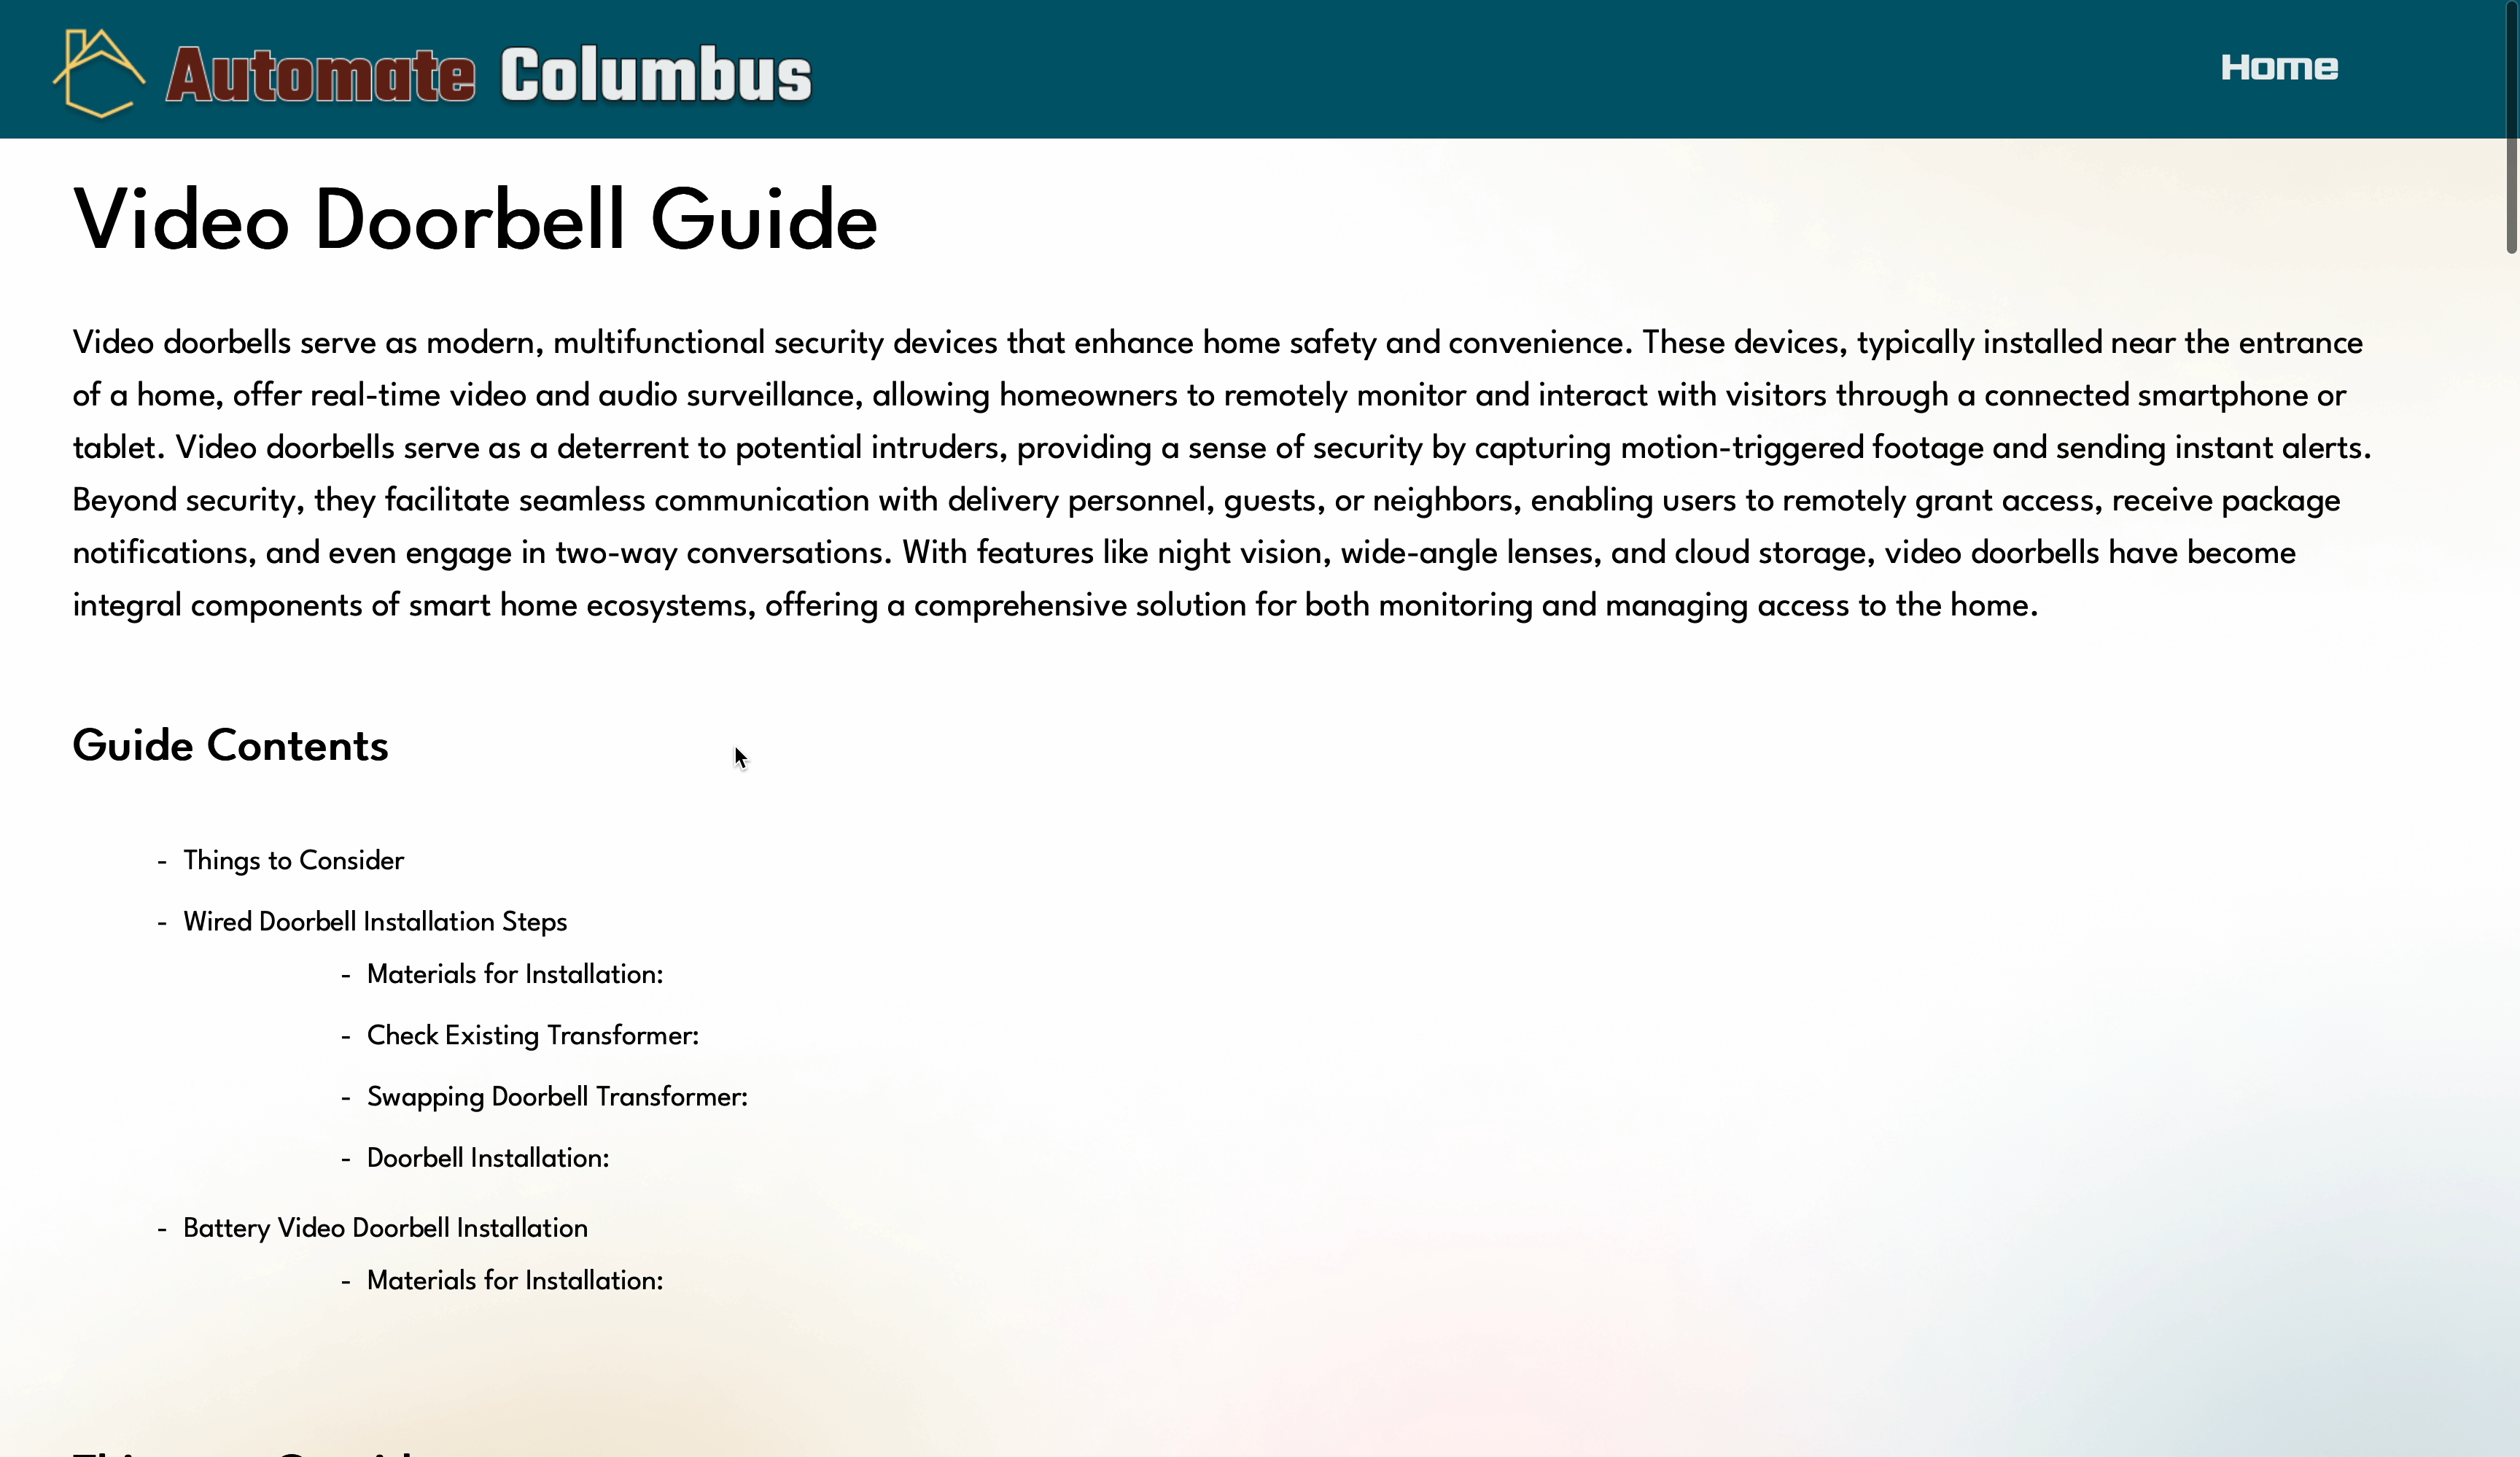 Automate Columbus
Home
Video Doorbell Guide
Video doorbells serve as modern, multifunctional security devices that enhance home safety and convenience. These devices, typically installed near the entrance
of a home, offer real-time video and audio surveillance, allowing homeowners to remotely monitor and interact with visitors through a connected smartphone or
tablet. Video doorbells serve as a deterrent to potential intruders, providing a sense of security by capturing motion-triggered footage and sending instant alerts.
Beyond security, they facilitate seamless communication with delivery personnel, guests, or neighbors, enabling users to remotely grant access, receive package
notifications, and even engage in two-way conversations. With features like night vision, wide-angle lenses, and cloud storage, video doorbells have become
integral components of smart home ecosystems, offering a comprehensive solution for both monitoring and managing access to the home.
Guide Contents
- Things to Consider
- Wired Doorbell Installation Steps
- Materials for Installation:
- Check Existing Transformer:
- Swapping Doorbell Transformer:
- Doorbell Installation:
- Battery Video Doorbell Installation
- Materials for Installation: